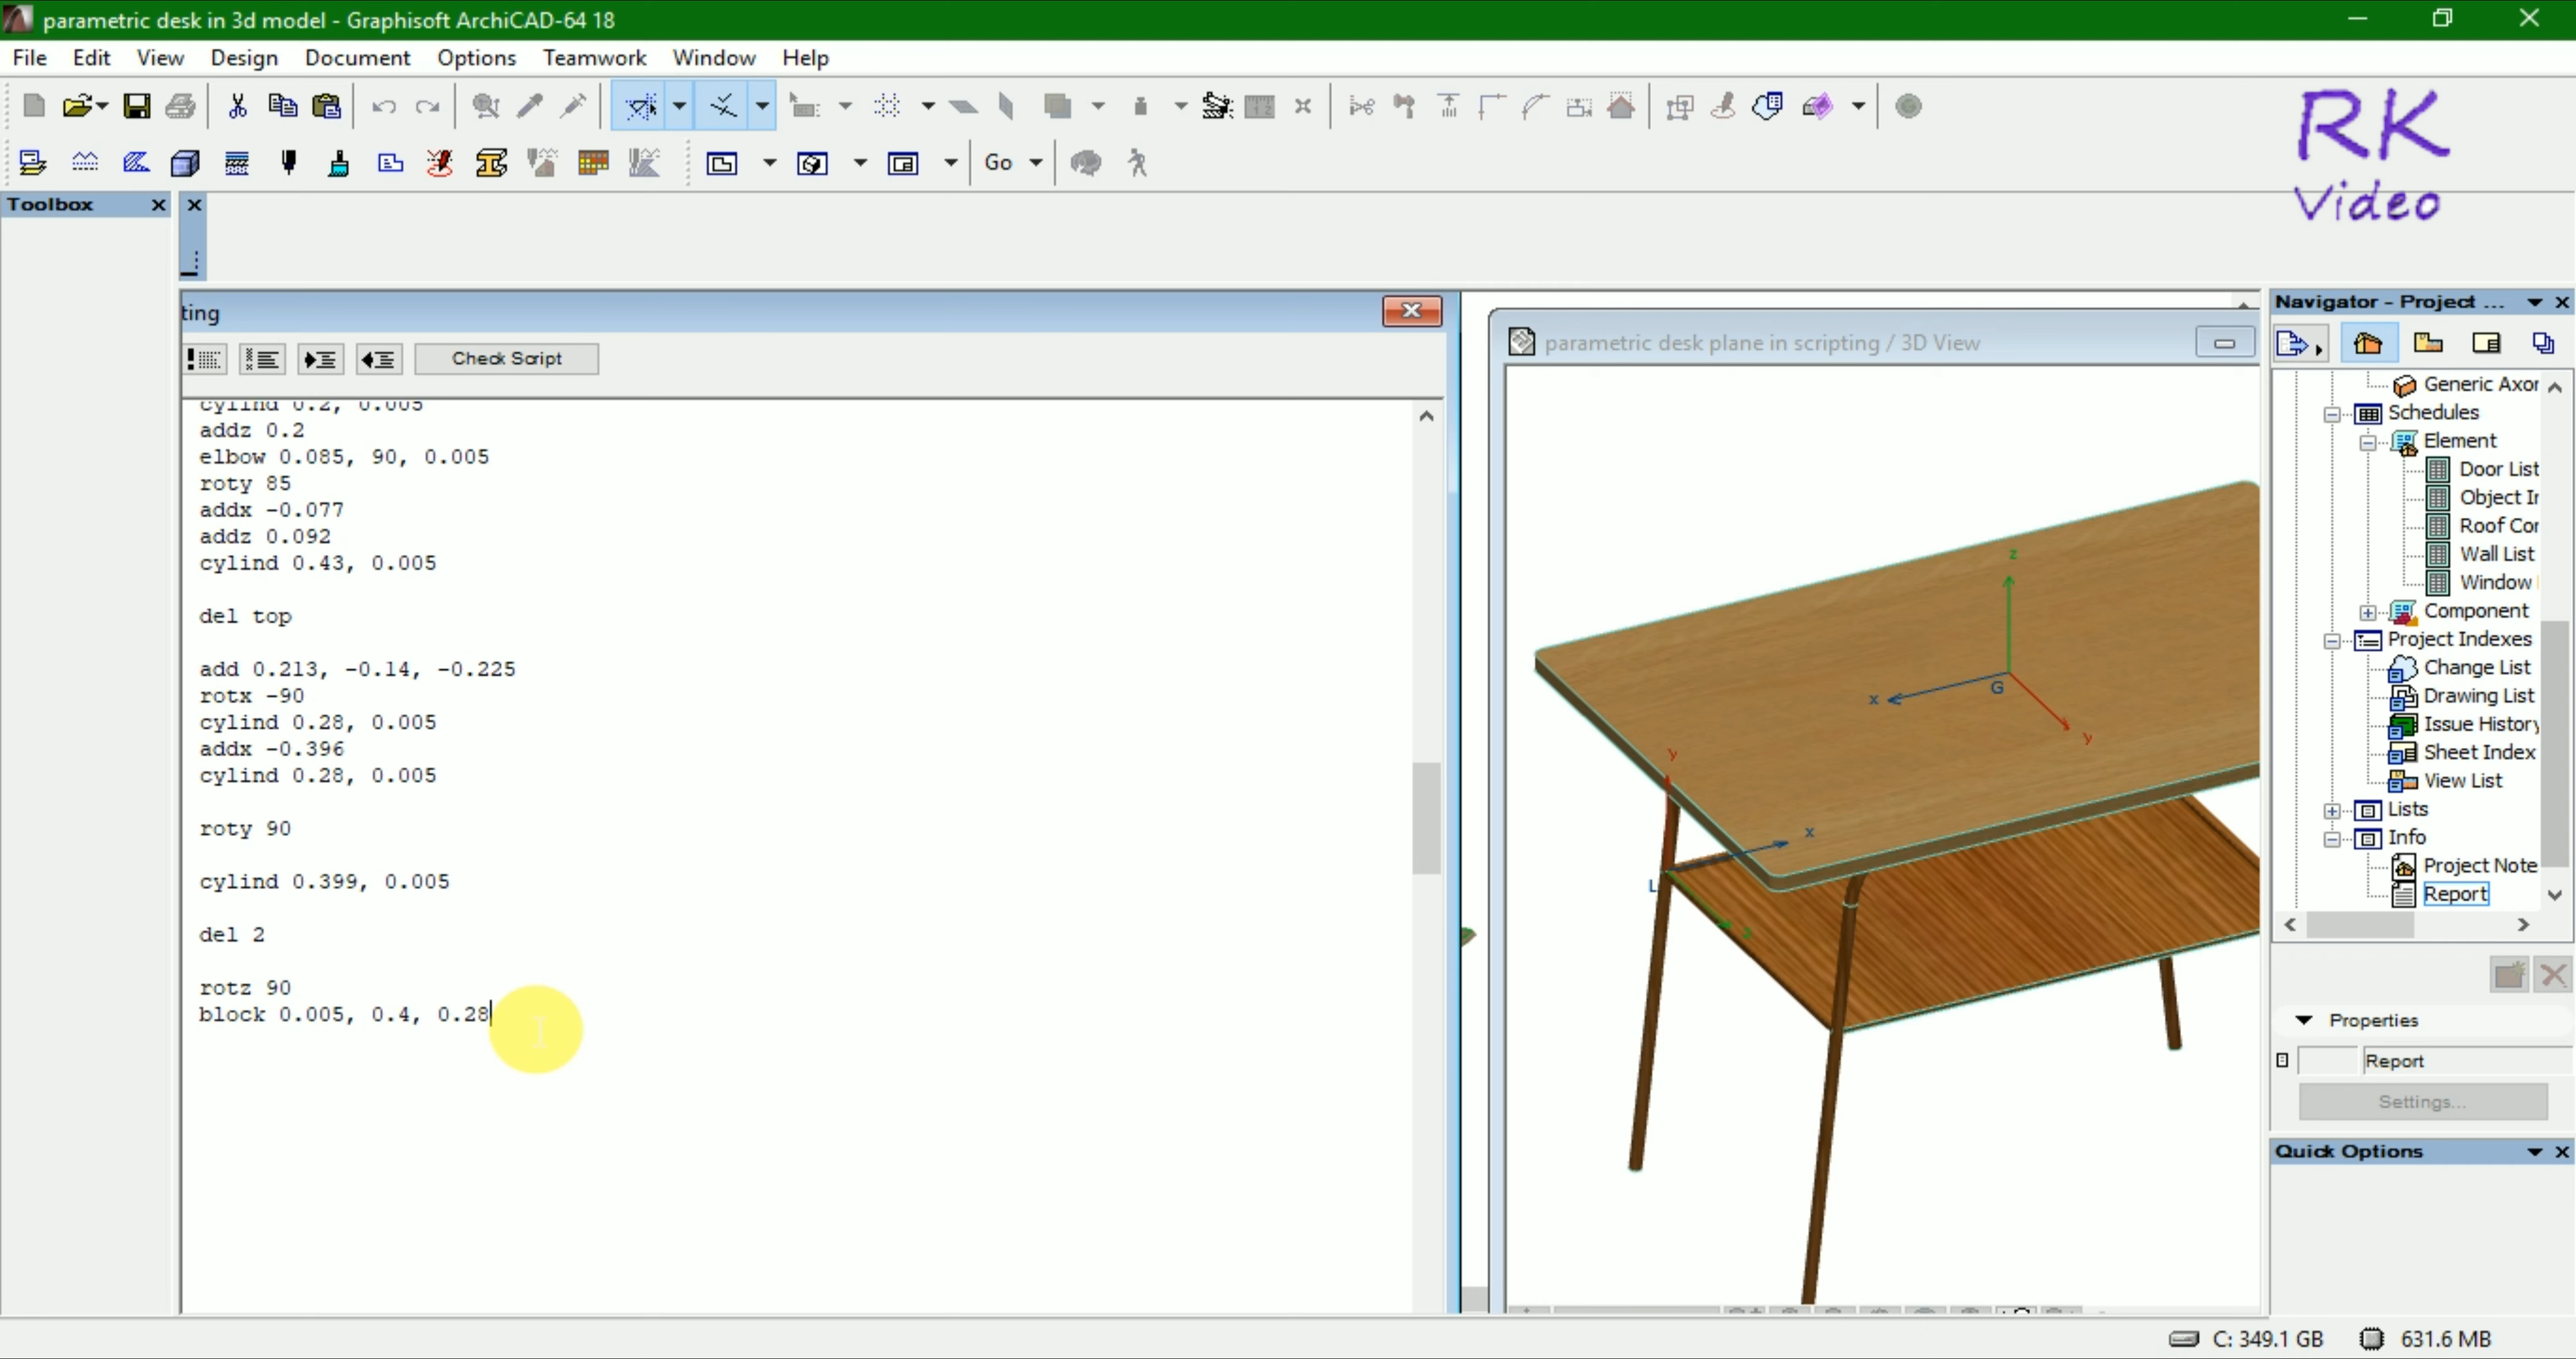 parametric desk in 3d model - Graphisoft ArchiCAD-64 18
File Edit View Design Document Options Teamwork Window Help
Go
RK
Video
Toolbox
ting
Check Script
cylind 0.2, 0.005
addz 0.2
elbow 0.085, 90, 0.005
roty 85
addx -0.077
addz 0.092
cylind 0.43, 0.005
del top
add 0.213, -0.14, -0.225
rotx -90
cylind 0.28, 0.005
addx -0.396
cylind 0.28, 0.005
roty 90
cylind 0.399, 0.005
del 2
rotz 90
block 0.005, 0.4, 0.28
parametric desk plane in scripting / 3D View
z
x
G
y
y
x
L
z
Navigator - Project ...
Generic Axor
Schedules
Element
Door List
Object Ir
Roof Cor
Wall List
Window
Component
Project Indexes
Change List
Drawing List
Issue History
Sheet Index
View List
Lists
Info
Project Note
Report
Properties
Report
Settings...
Quick Options
C: 349.1 GB
631.6 MB